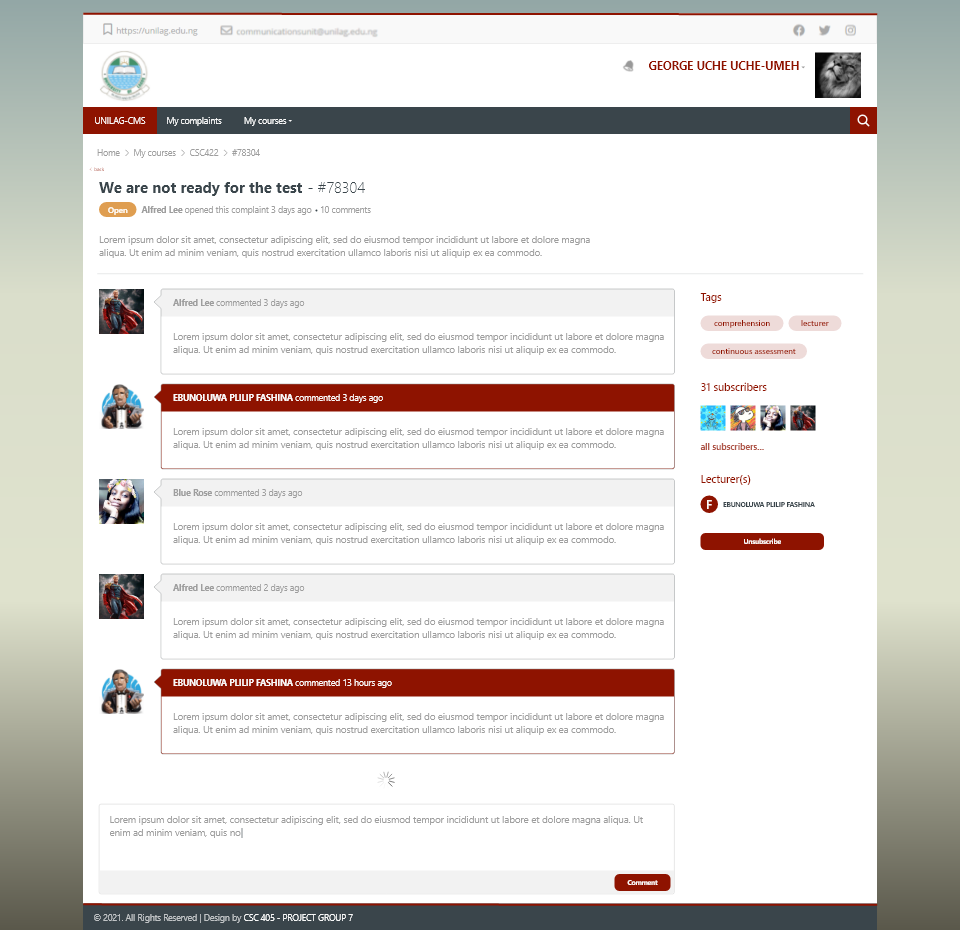 https://unilag.edu.ng communicationsunit@unilag.edu.ng
GEORGE UCHE UCHE-UMEH
UNILAG-CMS My complaints My courses
Home > My courses > CSC422 > #78304
‹ back
We are not ready for the test - #78304
Open Alfred Lee opened this complaint 3 days ago • 10 comments
Lorem ipsum dolor sit amet, consectetur adipiscing elit, sed do eiusmod tempor incididunt ut labore et dolore magna
aliqua. Ut enim ad minim veniam, quis nostrud exercitation ullamco laboris nisi ut aliquip ex ea commodo.
Alfred Lee commented 3 days ago
Lorem ipsum dolor sit amet, consectetur adipiscing elit, sed do eiusmod tempor incididunt ut labore et dolore magna
aliqua. Ut enim ad minim veniam, quis nostrud exercitation ullamco laboris nisi ut aliquip ex ea commodo.
EBUNOLUWA PLILIP FASHINA commented 3 days ago
Lorem ipsum dolor sit amet, consectetur adipiscing elit, sed do eiusmod tempor incididunt ut labore et dolore magna
aliqua. Ut enim ad minim veniam, quis nostrud exercitation ullamco laboris nisi ut aliquip ex ea commodo.
Blue Rose commented 3 days ago
Lorem ipsum dolor sit amet, consectetur adipiscing elit, sed do eiusmod tempor incididunt ut labore et dolore magna
aliqua. Ut enim ad minim veniam, quis nostrud exercitation ullamco laboris nisi ut aliquip ex ea commodo.
Alfred Lee commented 2 days ago
Lorem ipsum dolor sit amet, consectetur adipiscing elit, sed do eiusmod tempor incididunt ut labore et dolore magna
aliqua. Ut enim ad minim veniam, quis nostrud exercitation ullamco laboris nisi ut aliquip ex ea commodo.
EBUNOLUWA PLILIP FASHINA commented 13 hours ago
Lorem ipsum dolor sit amet, consectetur adipiscing elit, sed do eiusmod tempor incididunt ut labore et dolore magna
aliqua. Ut enim ad minim veniam, quis nostrud exercitation ullamco laboris nisi ut aliquip ex ea commodo.
Lorem ipsum dolor sit amet, consectetur adipiscing elit, sed do eiusmod tempor incididunt ut labore et dolore magna aliqua. Ut
enim ad minim veniam, quis no
Comment
Tags
comprehension lecturer
continuous assessment
31 subscribers
all subscribers...
Lecturer(s)
F EBUNOLUWA PLILIP FASHINA
Unsubscribe
© 2021. All Rights Reserved | Design by CSC 405 - PROJECT GROUP 7